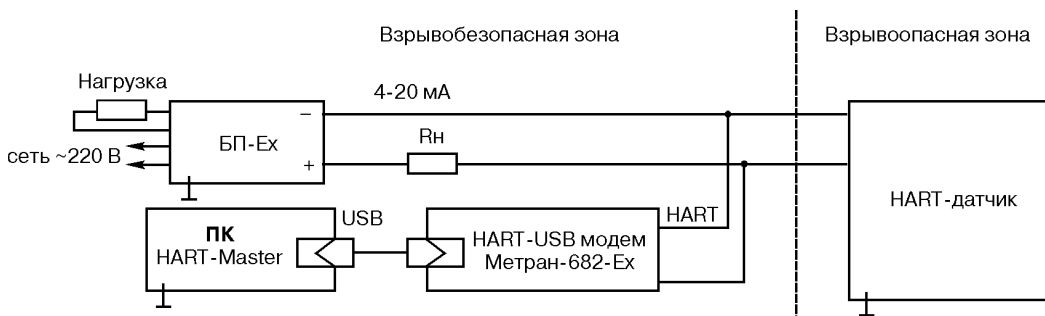 Взрывобезопасная зона
Взрывоопасная зона
Нагрузка
4-20 мА
–
БП-Ex
Rн
сеть ~220 В
+
HART-датчик
USB
HART
ПК
HART-Master
HART-USB модем
Метран-682-Ex